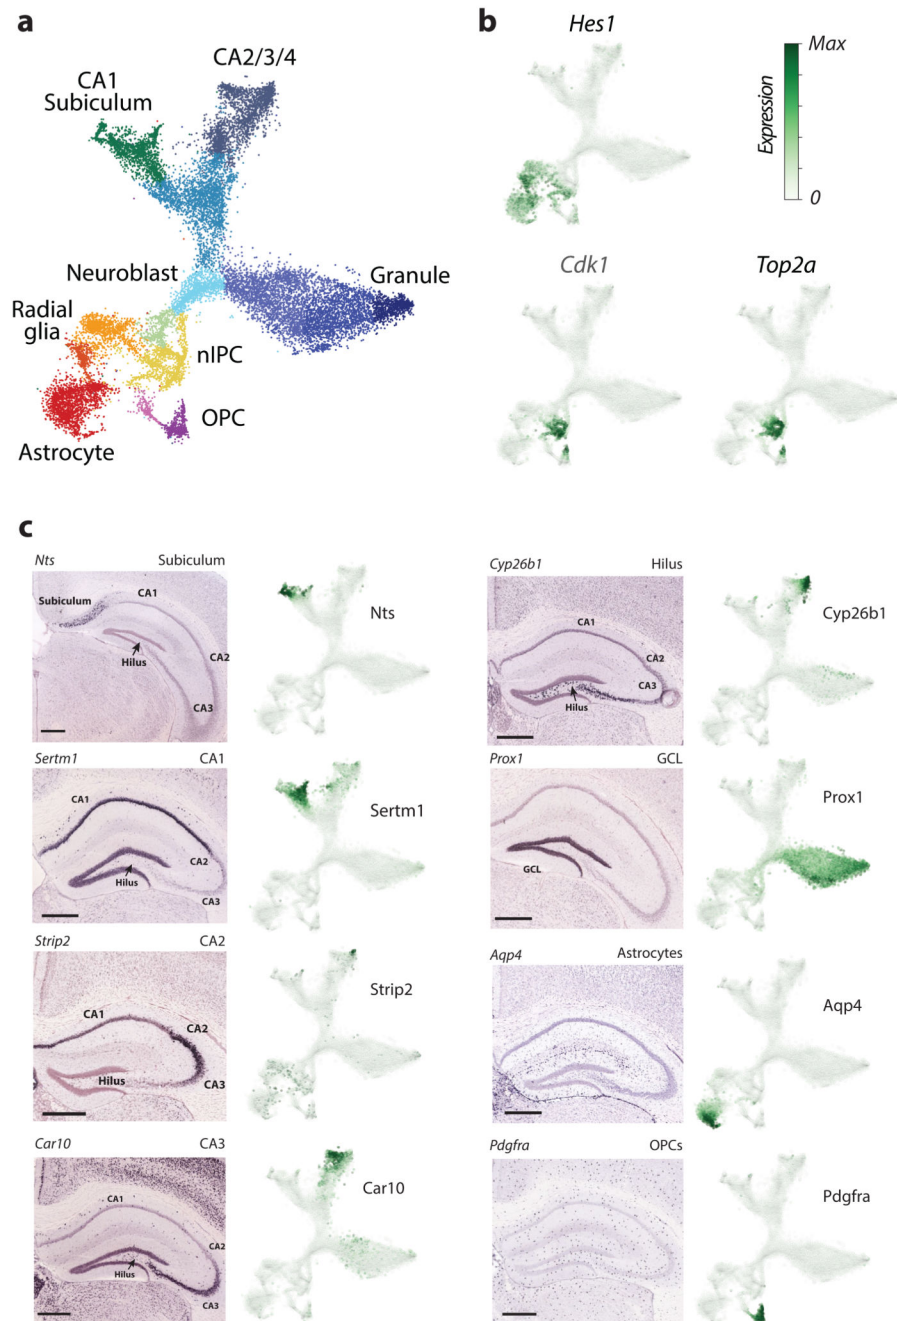 a
CA1
Subiculum
CA2/3/4
Neuroblast
Granule
Radial
glia
nIPC
OPC
Astrocyte
b
Hes1
Max
Expression
0
Cdk1
Top2a
c
Nts
Subiculum
Subiculum
CA1
Hilus
CA2
CA3
Nts
Cyp26b1
Hilus
CA1
CA2
CA3
Hilus
Cyp26b1
Sertm1
CA1
CA1
CA2
Hilus
CA3
Sertm1
Prox1
GCL
GCL
Prox1
Strip2
CA2
CA1
CA2
Hilus
CA3
Strip2
Aqp4
Astrocytes
Aqp4
Car10
CA3
CA1
CA2
Hilus
CA3
Car10
Pdgfra
OPCs
Pdgfra